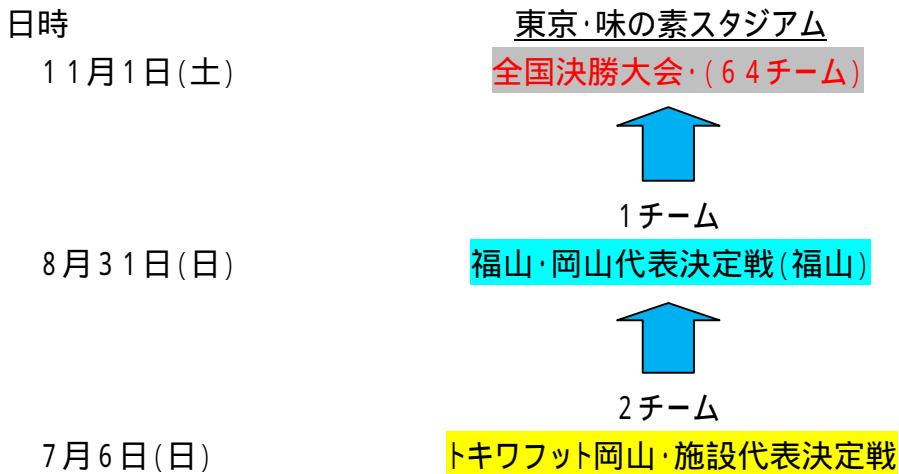 日時 東京・味の素スタジアム
11月1日(土) 全国決勝大会・(64チーム)
1チーム
8月31日(日) 福山・岡山代表決定戦(福山)
2チーム
7月6日(日) トキワフット岡山・施設代表決定戦